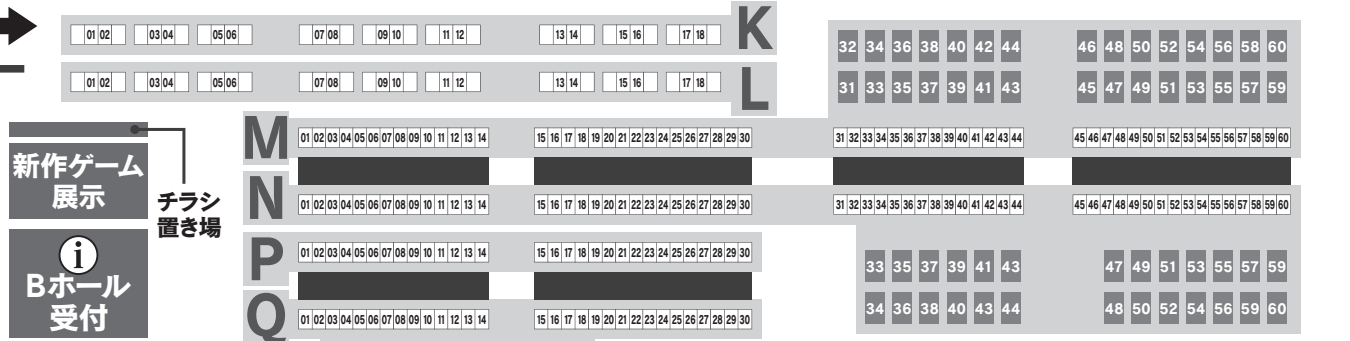 01 02 03 04 05 06 07 08 09 10 11 12 13 14 15 16 17 18 K
01 02 03 04 05 06 07 08 09 10 11 12 13 14 15 16 17 18 L
32 34 36 38 40 42 44 46 48 50 52 54 56 58 60
31 33 35 37 39 41 43 45 47 49 51 53 55 57 59
M 01 02 03 04 05 06 07 08 09 10 11 12 13 14 15 16 17 18 19 20 21 22 23 24 25 26 27 28 29 30 31 32 33 34 35 36 37 38 39 40 41 42 43 44 45 46 47 48 49 50 51 52 53 54 55 56 57 58 59 60
新作ゲーム
展示
チラシ
置き場
N 01 02 03 04 05 06 07 08 09 10 11 12 13 14 15 16 17 18 19 20 21 22 23 24 25 26 27 28 29 30 31 32 33 34 35 36 37 38 39 40 41 42 43 44 45 46 47 48 49 50 51 52 53 54 55 56 57 58 59 60
P 01 02 03 04 05 06 07 08 09 10 11 12 13 14 15 16 17 18 19 20 21 22 23 24 25 26 27 28 29 30
33 35 37 39 41 43 47 49 51 53 55 57 59
i
Bホール
受付
34 36 38 40 43 44 48 50 52 54 56 59 60
Q 01 02 03 04 05 06 07 08 09 10 11 12 13 14 15 16 17 18 19 20 21 22 23 24 25 26 27 28 29 30